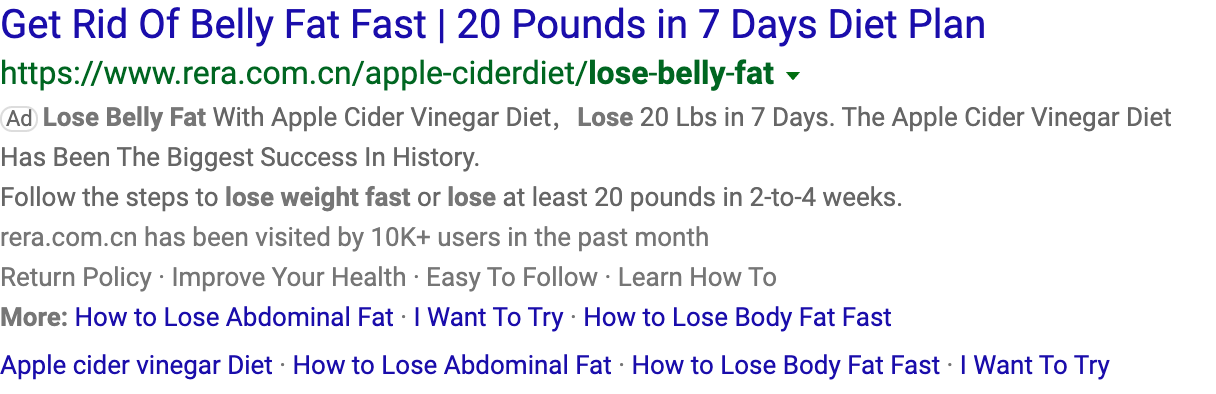 Get Rid Of Belly Fat Fast | 20 Pounds in 7 Days Diet Plan
https://www.rera.com.cn/apple-ciderdiet/lose-belly-fat
Ad Lose Belly Fat With Apple Cider Vinegar Diet， Lose 20 Lbs in 7 Days. The Apple Cider Vinegar Diet
Has Been The Biggest Success In History.
Follow the steps to lose weight fast or lose at least 20 pounds in 2-to-4 weeks.
rera.com.cn has been visited by 10K+ users in the past month
Return Policy · Improve Your Health · Easy To Follow · Learn How To
More: How to Lose Abdominal Fat · I Want To Try · How to Lose Body Fat Fast
Apple cider vinegar Diet · How to Lose Abdominal Fat · How to Lose Body Fat Fast · I Want To Try